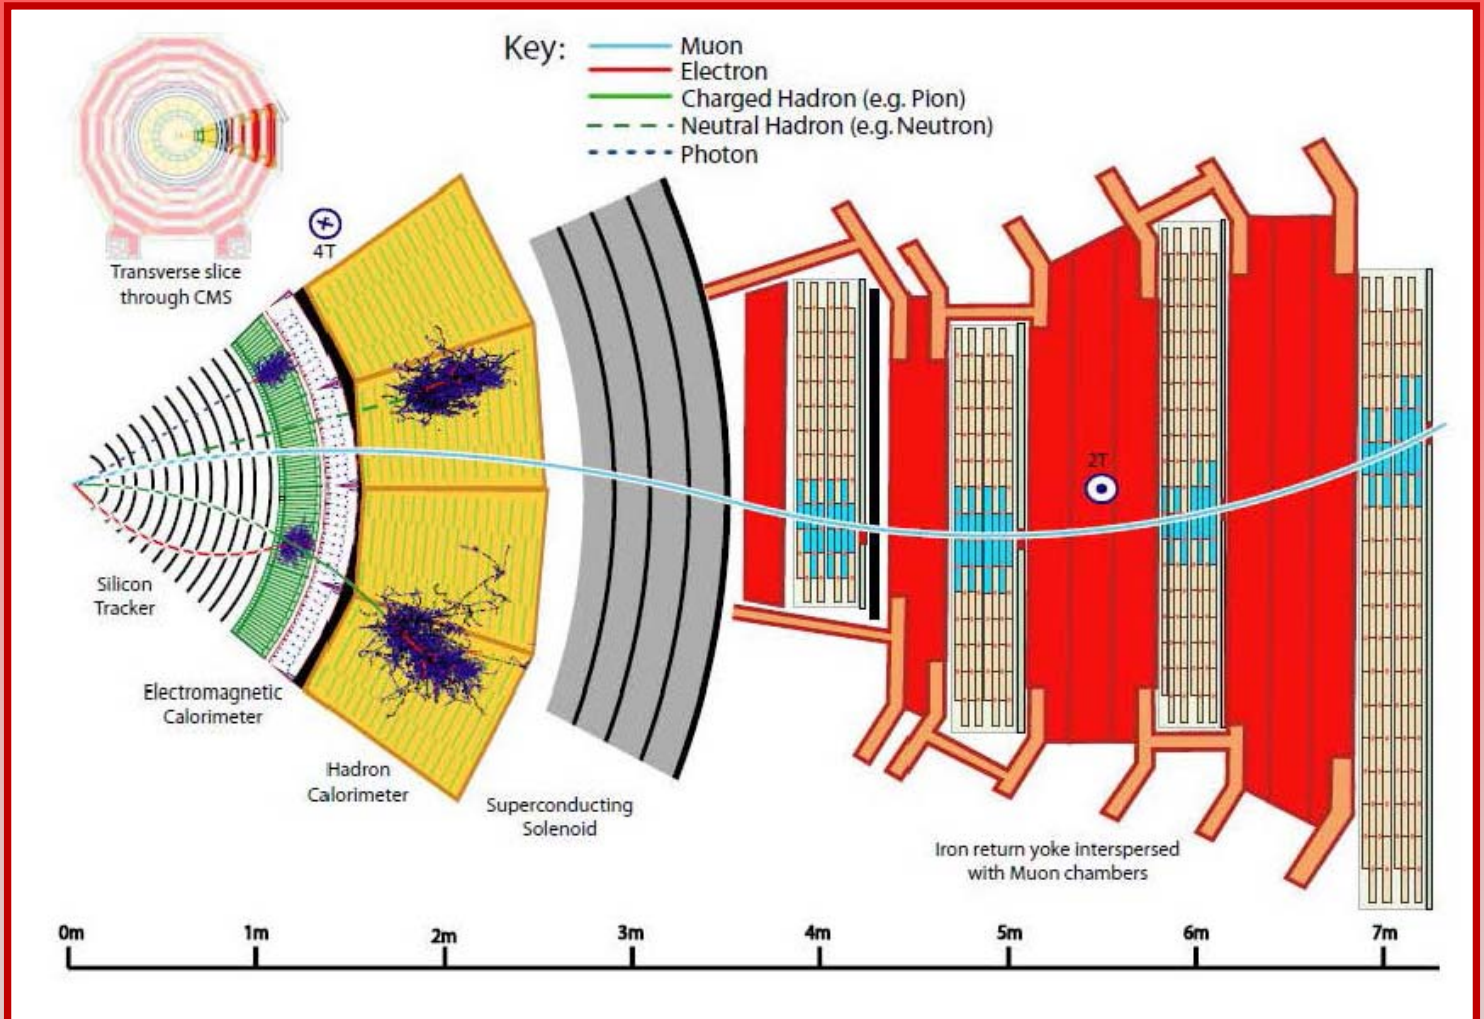 Key:
Muon
Electron
Charged Hadron (e.g. Pion)
Neutral Hadron (e.g. Neutron)
Photon
4T
Transverse slice
through CMS
2T
Silicon
Tracker
Electromagnetic
Calorimeter
Hadron
Calorimeter
Superconducting
Solenoid
Iron return yoke interspersed
with Muon chambers
0m 1m 2m 3m 4m 5m 6m 7m